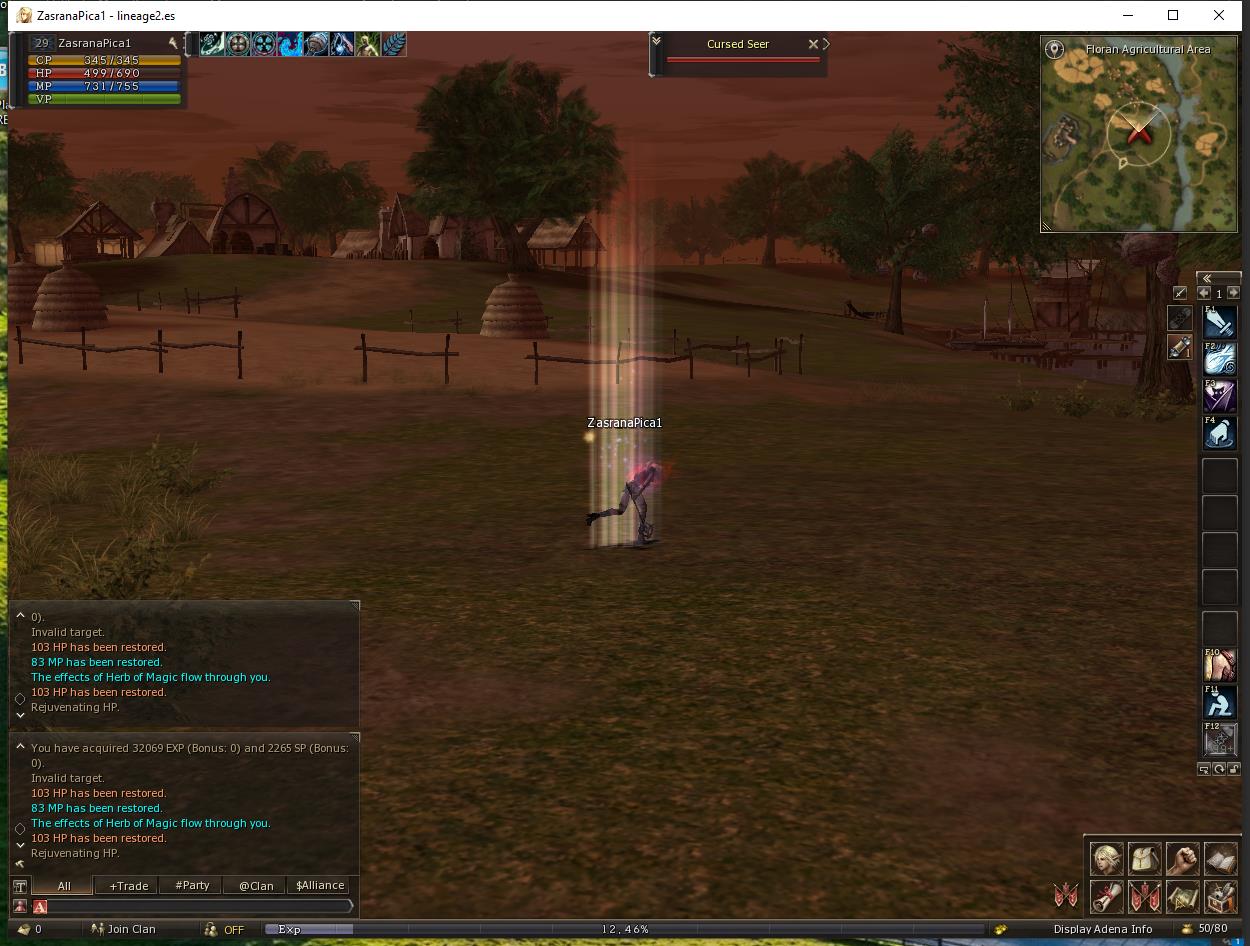 ZasranaPica1 - lineage2.es
29 ZasranaPica1
CP 345/345
HP 499/690
MP 731/755
VP
Cursed Seer
Floran Agricultural Area
1
F1
F2
F3
F4
1
F10
F11
F12
99+
ZasranaPica1
0).
Invalid target.
103 HP has been restored.
83 MP has been restored.
The effects of Herb of Magic flow through you.
103 HP has been restored.
Rejuvenating HP.
You have acquired 32069 EXP (Bonus: 0) and 2265 SP (Bonus:
0).
Invalid target.
103 HP has been restored.
83 MP has been restored.
The effects of Herb of Magic flow through you.
103 HP has been restored.
Rejuvenating HP.
T All +Trade #Party @Clan $Alliance
A
0 Join Clan OFF Exp 12,46% Display Adena Info 50/80